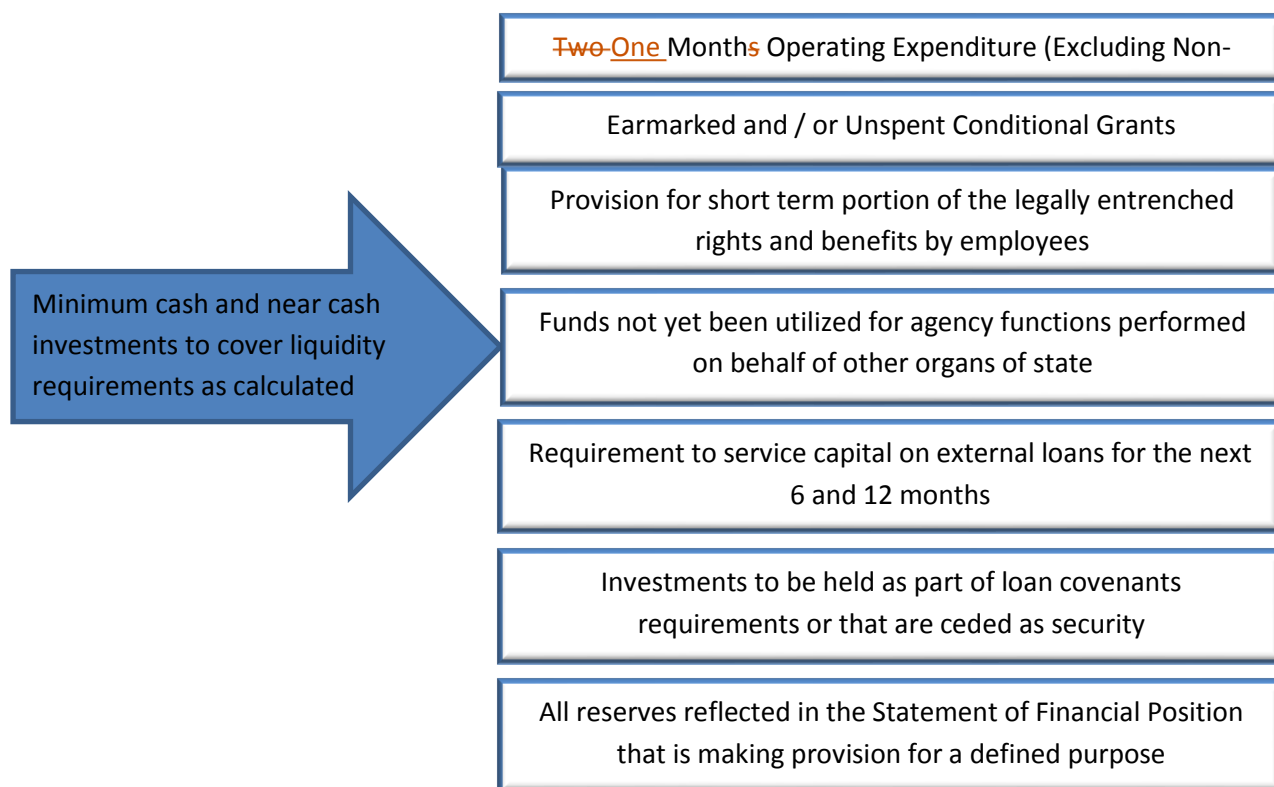 Two One Months Operating Expenditure (Excluding Non-
Earmarked and / or Unspent Conditional Grants
Provision for short term portion of the legally entrenched
rights and benefits by employees
Minimum cash and near cash
investments to cover liquidity
requirements as calculated
Funds not yet been utilized for agency functions performed
on behalf of other organs of state
Requirement to service capital on external loans for the next
6 and 12 months
Investments to be held as part of loan covenants
requirements or that are ceded as security
All reserves reflected in the Statement of Financial Position
that is making provision for a defined purpose